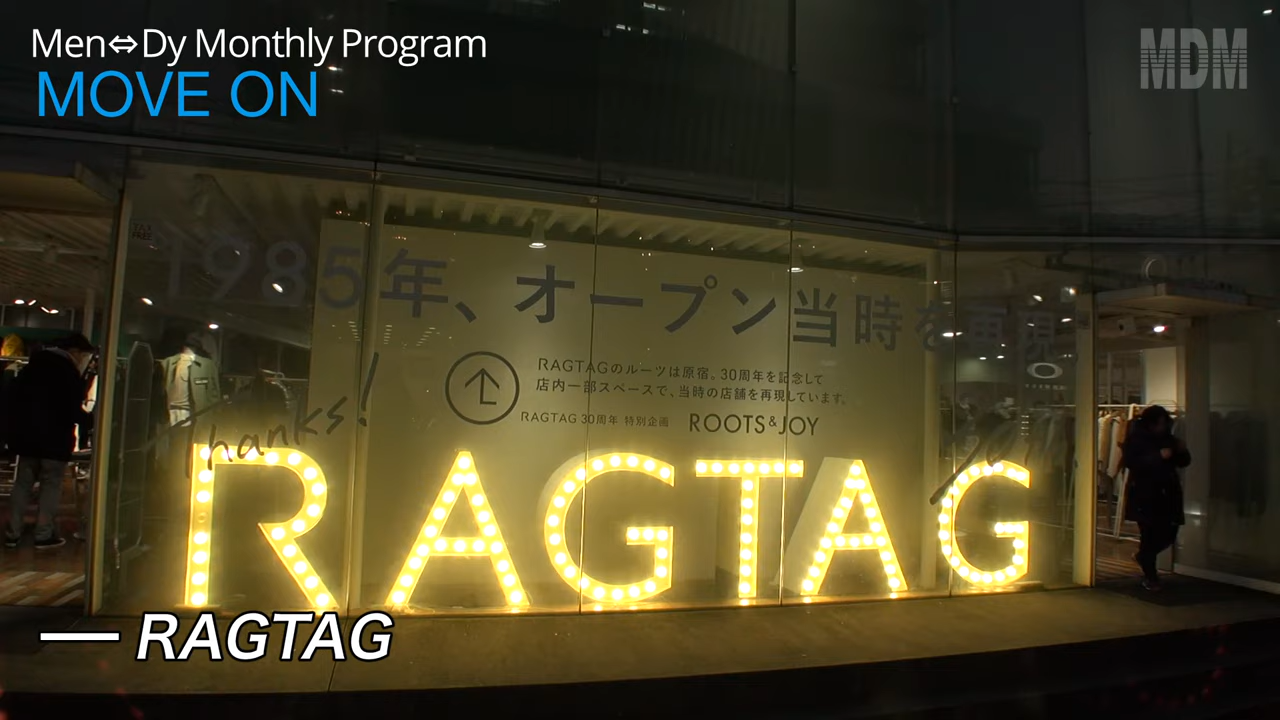 Men⇔Dy Monthly Program
MOVE ON
MDM
TAX FREE
1985年、オープン当時を再現
RAGTAGのルーツは原宿。30周年を記念して
店内一部スペースで、当時の店舗を再現しています。
RAGTAG 30周年 特別企画 ROOTS&JOY
Thanks!
RAGTAG
— RAGTAG